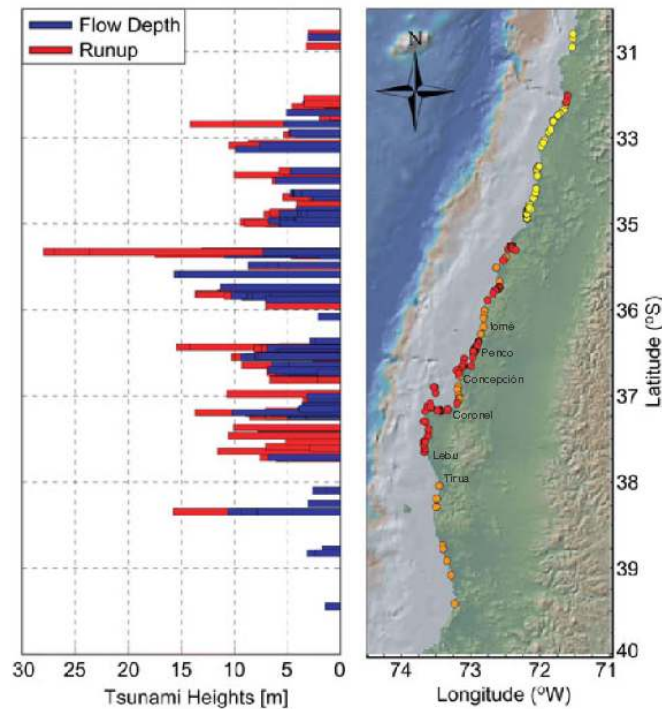 Flow Depth
Runup
N
31
33
35
36
37
38
39
40
Latitude (°S)
Tomé
Penco
Concepción
Coronel
Lebu
Tirua
30
25
20
15
10
5
0
Tsunami Heights [m]
74
73
72
71
Longitude (°W)